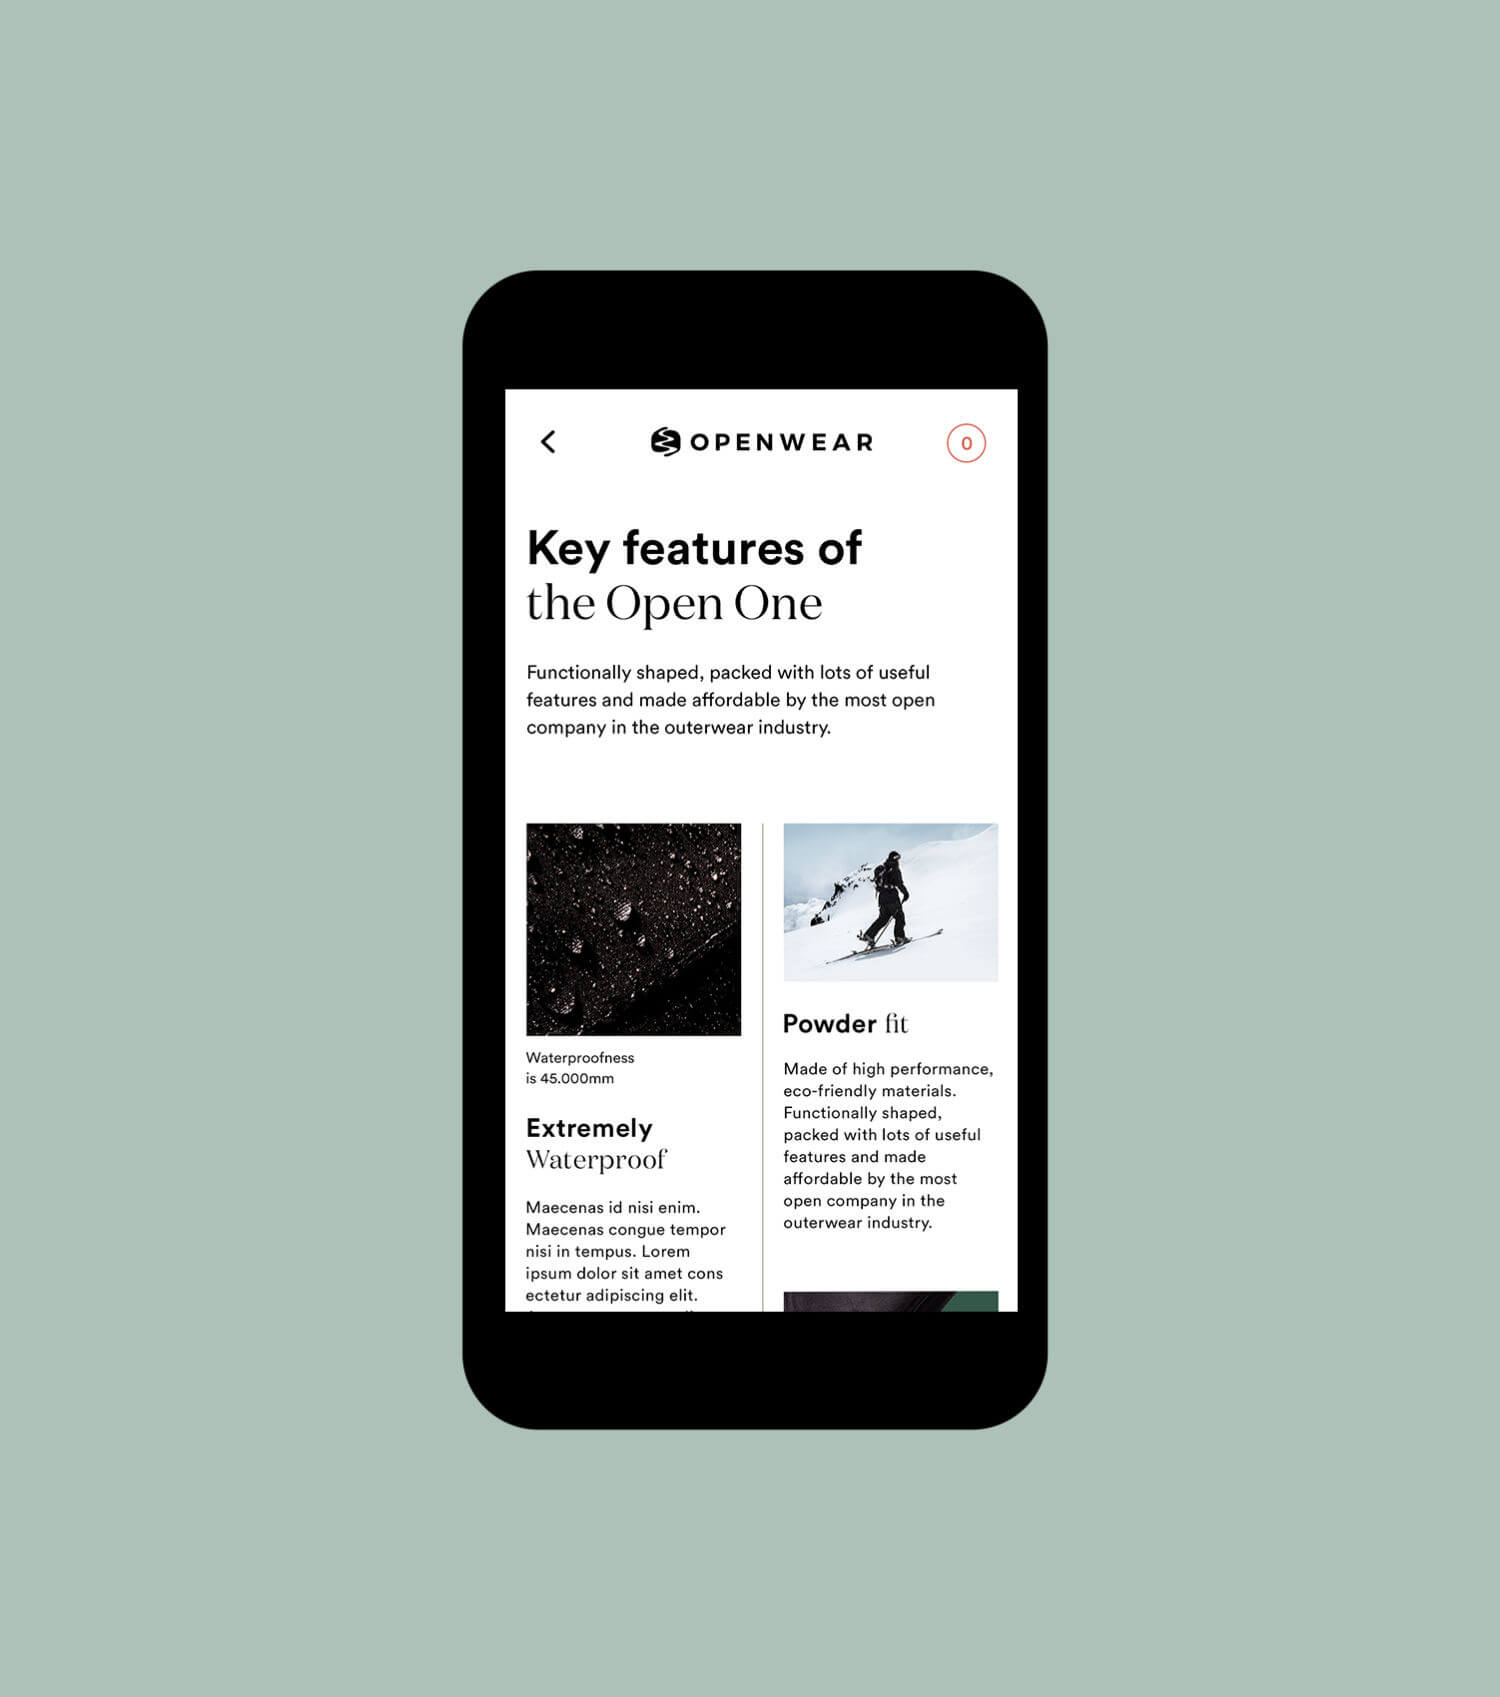 OPENWEAR
0
Key features of
the Open One
Functionally shaped, packed with lots of useful
features and made affordable by the most open
company in the outerwear industry.
Waterproofness
is 45.000mm
Extremely
Waterproof
Maecenas id nisi enim.
Maecenas congue tempor
nisi in tempus. Lorem
ipsum dolor sit amet cons
ectetur adipiscing elit.
Powder fit
Made of high performance,
eco-friendly materials.
Functionally shaped,
packed with lots of useful
features and made
affordable by the most
open company in the
outerwear industry.